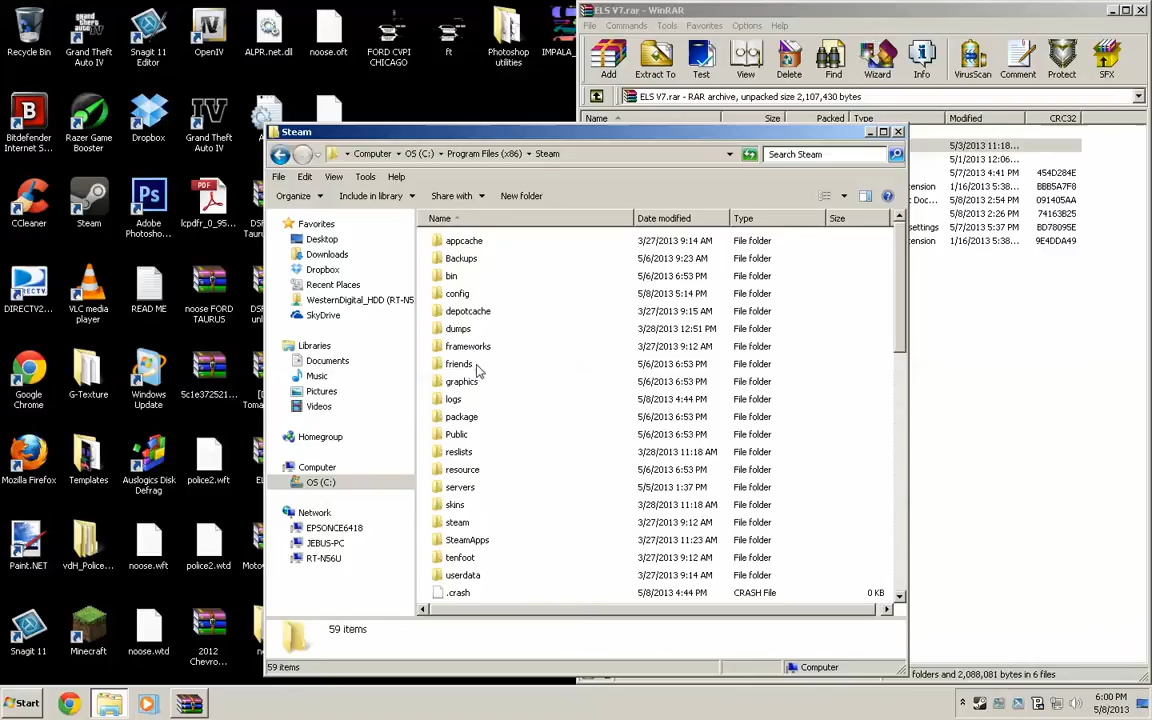 Recycle Bin
Grand Theft Auto IV
Snagit 11 Editor
OpenIV
ALPR.net.dl
noose.oft
FORD CVPI CHICAGO
ft
Photoshop utilities
IMPALA_
ELS V7.rar - WinRAR
File Commands Tools Favorites Options Help
Add Extract To Test View Delete Find Wizard Info VirusScan Comment Protect SFX
ELS V7.rar - RAR archive, unpacked size 2,107,430 bytes
Name Size Packed Type Modified CRC32
5/3/2013 11:18...
5/1/2013 12:06...
5/7/2013 4:41 PM 454D284E
ension 1/16/2013 5:38... BBB5A7F8
t Doc... 5/8/2013 2:54 PM 091405AA
5/8/2013 2:26 PM 74163B25
settings 5/7/2013 5:37 PM BD78095E
ension 1/16/2013 5:38... 9E4DDA49
Bitdefender Internet S...
Razer Game Booster
Dropbox
Grand Theft Auto IV
CCleaner
Steam
Adobe Photosho...
PDF
lcpdfr_0_95...
DIRECTV2...
VLC media player
READ ME
noose FORD TAURUS
Google Chrome
G-Texture
Windows Update
5c1e372521...
Mozilla Firefox
Templates
Auslogics Disk Defrag
police2.wft
Paint.NET
vdH_Police...
noose.wft
police2.wtd
Snagit 11
Minecraft
noose.wtd
2012 Chevro...
Steam
Computer OS (C:) Program Files (x86) Steam
Search Steam
File Edit View Tools Help
Organize Include in library Share with New folder
Favorites
Desktop
Downloads
Dropbox
Recent Places
WesternDigital_HDD (RT-N5
SkyDrive
Libraries
Documents
Music
Pictures
Videos
Homegroup
Computer
OS (C:)
Network
EPSONCE6418
JEBUS-PC
RT-N56U
Name Date modified Type Size
appcache 3/27/2013 9:14 AM File folder
Backups 5/6/2013 9:23 AM File folder
bin 5/6/2013 6:53 PM File folder
config 5/8/2013 5:14 PM File folder
depotcache 3/27/2013 9:15 AM File folder
dumps 3/28/2013 12:51 PM File folder
frameworks 3/27/2013 9:12 AM File folder
friends 5/6/2013 6:53 PM File folder
graphics 5/6/2013 6:53 PM File folder
logs 5/8/2013 4:44 PM File folder
package 5/6/2013 6:53 PM File folder
Public 5/6/2013 6:53 PM File folder
reslists 3/28/2013 11:18 AM File folder
resource 5/6/2013 6:53 PM File folder
servers 5/5/2013 1:37 PM File folder
skins 3/28/2013 11:18 AM File folder
steam 3/27/2013 9:12 AM File folder
SteamApps 3/27/2013 11:23 AM File folder
tenfoot 3/27/2013 9:12 AM File folder
userdata 3/27/2013 9:14 AM File folder
.crash 5/8/2013 4:44 PM CRASH File 0 KB
59 items
59 items
Computer
folders and 2,088,081 bytes in 6 files
Start
6:00 PM
5/8/2013